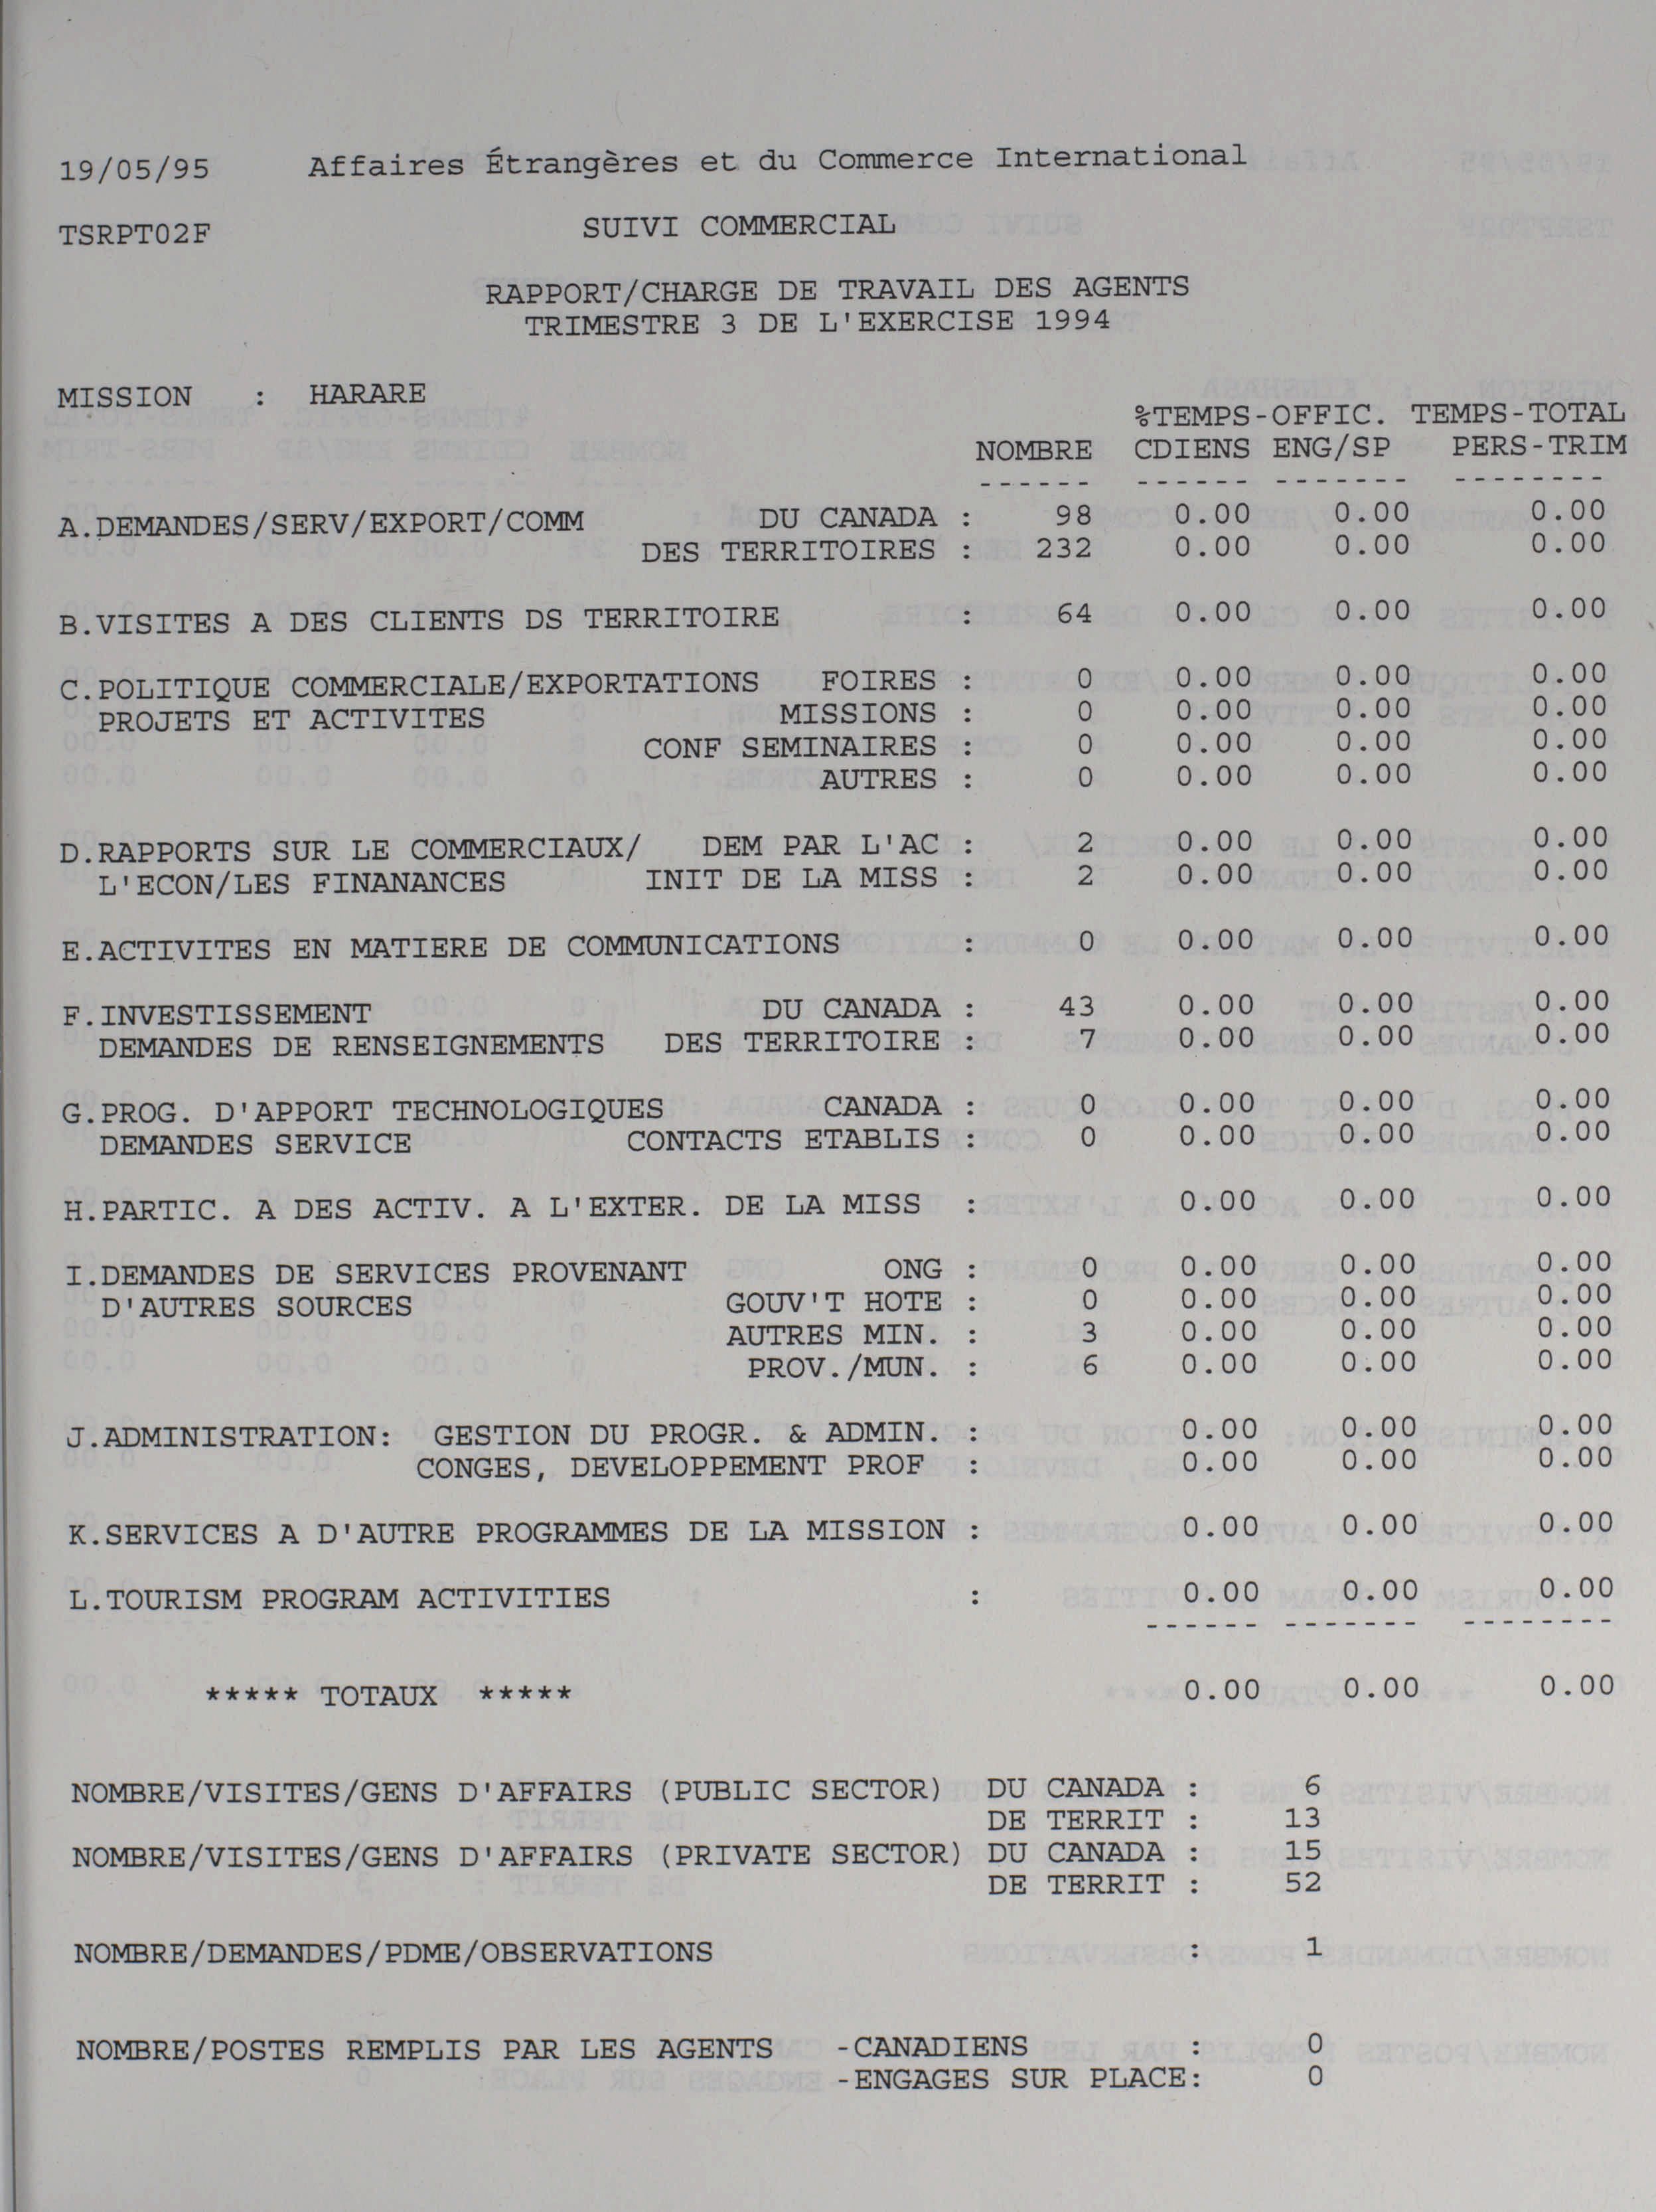 19/05/95 Affaires Étrangères et du Commerce International
TSRPT02F SUIVI COMMERCIAL
RAPPORT/CHARGE DE TRAVAIL DES AGENTS
TRIMESTRE 3 DE L'EXERCISE 1994
MISSION : HARARE
%TEMPS-OFFIC. TEMPS-TOTAL
NOMBRE CDIENS ENG/SP PERS-TRIM
------ ------ ------- --------
A.DEMANDES/SERV/EXPORT/COMM DU CANADA : 98 0.00 0.00 0.00
DES TERRITOIRES : 232 0.00 0.00 0.00
B.VISITES A DES CLIENTS DS TERRITOIRE : 64 0.00 0.00 0.00
C.POLITIQUE COMMERCIALE/EXPORTATIONS FOIRES : 0 0.00 0.00 0.00
PROJETS ET ACTIVITES MISSIONS : 0 0.00 0.00 0.00
CONF SEMINAIRES : 0 0.00 0.00 0.00
AUTRES : 0 0.00 0.00 0.00
D.RAPPORTS SUR LE COMMERCIAUX/ DEM PAR L'AC : 2 0.00 0.00 0.00
L'ECON/LES FINANANCES INIT DE LA MISS : 2 0.00 0.00 0.00
E.ACTIVITES EN MATIERE DE COMMUNICATIONS : 0 0.00 0.00 0.00
F.INVESTISSEMENT DU CANADA : 43 0.00 0.00 0.00
DEMANDES DE RENSEIGNEMENTS DES TERRITOIRE : 7 0.00 0.00 0.00
G.PROG. D'APPORT TECHNOLOGIQUES CANADA : 0 0.00 0.00 0.00
DEMANDES SERVICE CONTACTS ETABLIS : 0 0.00 0.00 0.00
H.PARTIC. A DES ACTIV. A L'EXTER. DE LA MISS : 0.00 0.00 0.00
I.DEMANDES DE SERVICES PROVENANT ONG : 0 0.00 0.00 0.00
D'AUTRES SOURCES GOUV'T HOTE : 0 0.00 0.00 0.00
AUTRES MIN. : 3 0.00 0.00 0.00
PROV./MUN. : 6 0.00 0.00 0.00
J.ADMINISTRATION: GESTION DU PROGR. & ADMIN. : 0.00 0.00 0.00
CONGES, DEVELOPPEMENT PROF : 0.00 0.00 0.00
K.SERVICES A D'AUTRE PROGRAMMES DE LA MISSION : 0.00 0.00 0.00
L.TOURISM PROGRAM ACTIVITIES : 0.00 0.00 0.00
------ ------- --------
***** TOTAUX ***** 0.00 0.00 0.00
NOMBRE/VISITES/GENS D'AFFAIRS (PUBLIC SECTOR) DU CANADA : 6
DE TERRIT : 13
NOMBRE/VISITES/GENS D'AFFAIRS (PRIVATE SECTOR) DU CANADA : 15
DE TERRIT : 52
NOMBRE/DEMANDES/PDME/OBSERVATIONS : 1
NOMBRE/POSTES REMPLIS PAR LES AGENTS -CANADIENS : 0
-ENGAGES SUR PLACE: 0